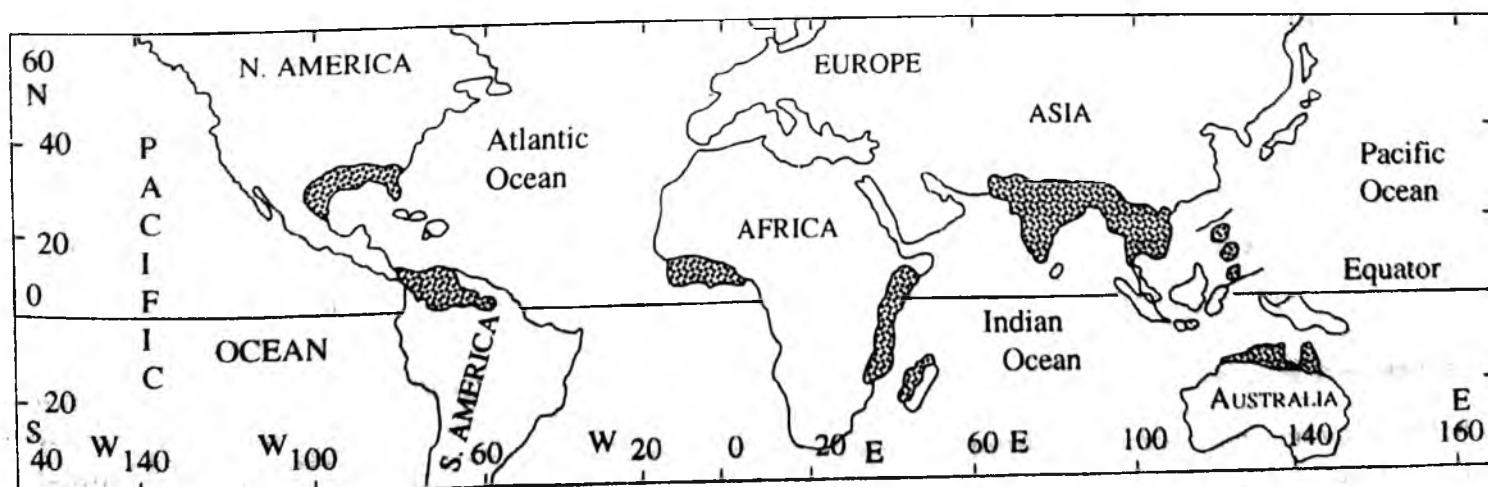 60
N
40
20
0
20
S
40
N. AMERICA
P
A
C
I
F
I
C
OCEAN
Atlantic
Ocean
S. AMERICA
EUROPE
AFRICA
ASIA
Indian
Ocean
Pacific
Ocean
Equator
AUSTRALIA
W
140
W
100
60
W
20
0
20
E
60
E
100
140
E
160